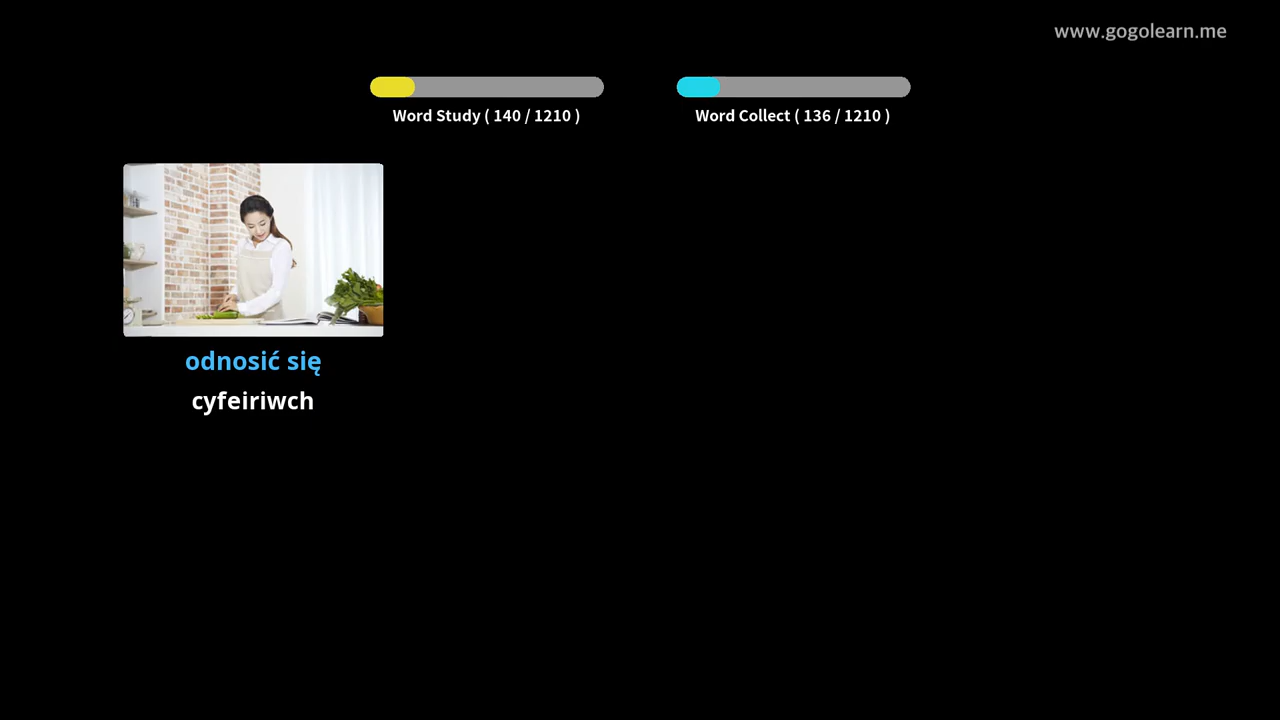 www.gogolearn.me
Word Study ( 140 / 1210 )
Word Collect ( 136 / 1210 )
odnosić się
cyfeiriwch